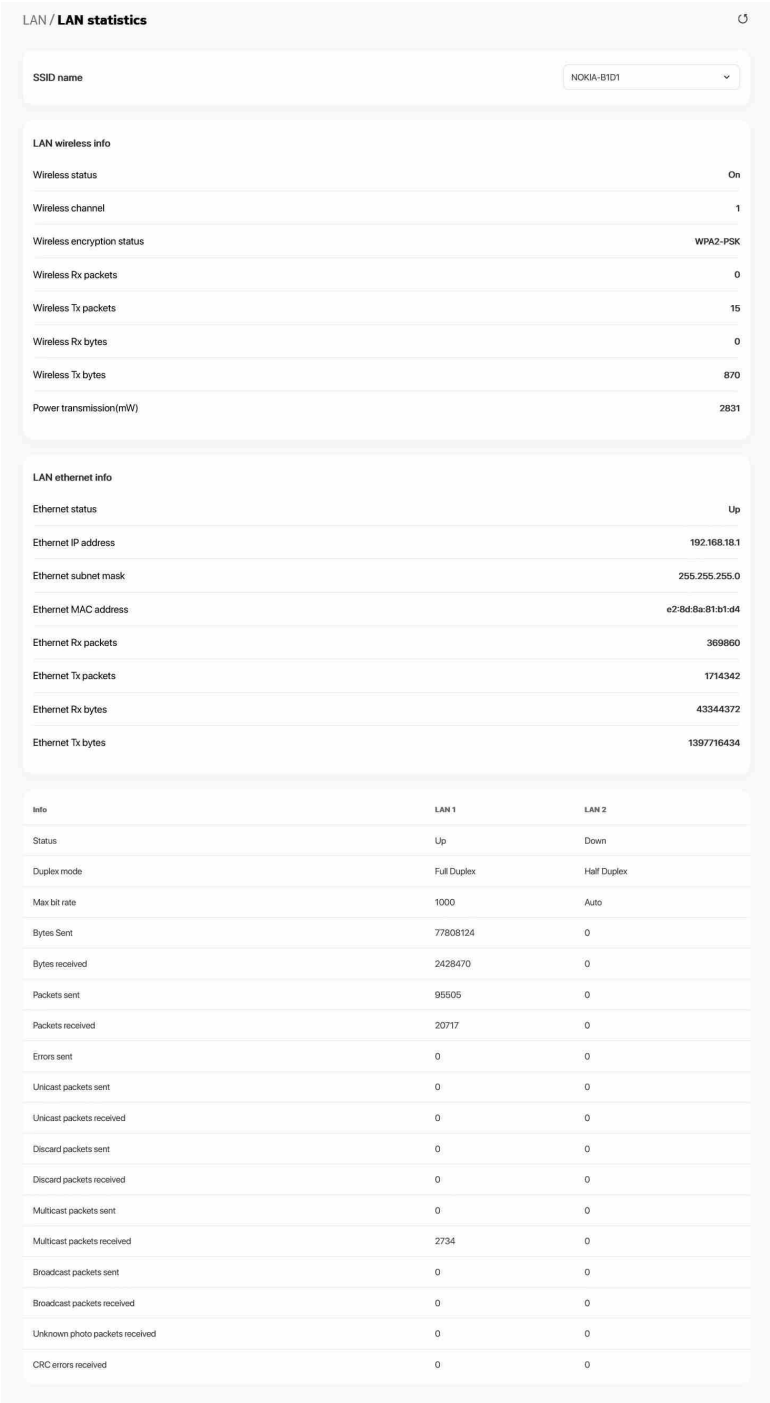 LAN / LAN statistics
SSID name NOKIA-B1D1
LAN wireless info
Wireless status On
Wireless channel 1
Wireless encryption status WPA2-PSK
Wireless Rx packets 0
Wireless Tx packets 15
Wireless Rx bytes 0
Wireless Tx bytes 870
Power transmission(mW) 2831
LAN ethernet info
Ethernet status Up
Ethernet IP address 192.168.18.1
Ethernet subnet mask 255.255.255.0
Ethernet MAC address e2:8d:8a:81:b1:d4
Ethernet Rx packets 369860
Ethernet Tx packets 1714342
Ethernet Rx bytes 43344372
Ethernet Tx bytes 1397716434
Info LAN 1 LAN 2
Status Up Down
Duplex mode Full Duplex Half Duplex
Max bit rate 1000 Auto
Bytes Sent 77808124 0
Bytes received 2428470 0
Packets sent 95505 0
Packets received 20717 0
Errors sent 0 0
Unicast packets sent 0 0
Unicast packets received 0 0
Discard packets sent 0 0
Discard packets received 0 0
Multicast packets sent 0 0
Multicast packets received 2734 0
Broadcast packets sent 0 0
Broadcast packets received 0 0
Unknown photo packets received 0 0
CRC errors received 0 0